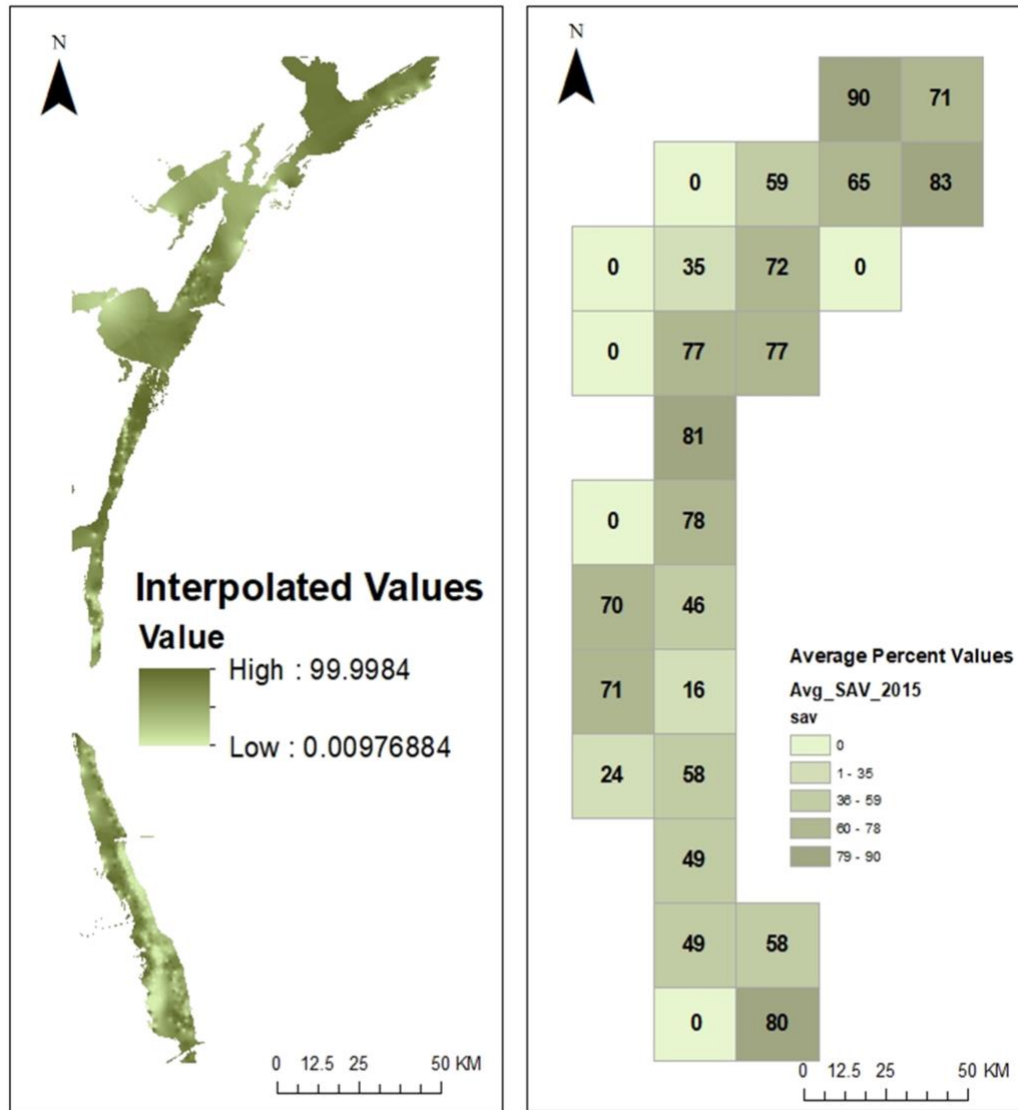 N
Interpolated Values
Value
High : 99.9984
Low : 0.00976884
0 12.5 25 50 KM
N
90 71
0 59 65 83
0 35 72 0
0 77 77
81
0 78
70 46
71 16
24 58
49
49 58
0 80
Average Percent Values
Avg_SAV_2015
sav
0
1 - 35
36 - 59
60 - 78
79 - 90
0 12.5 25 50 KM